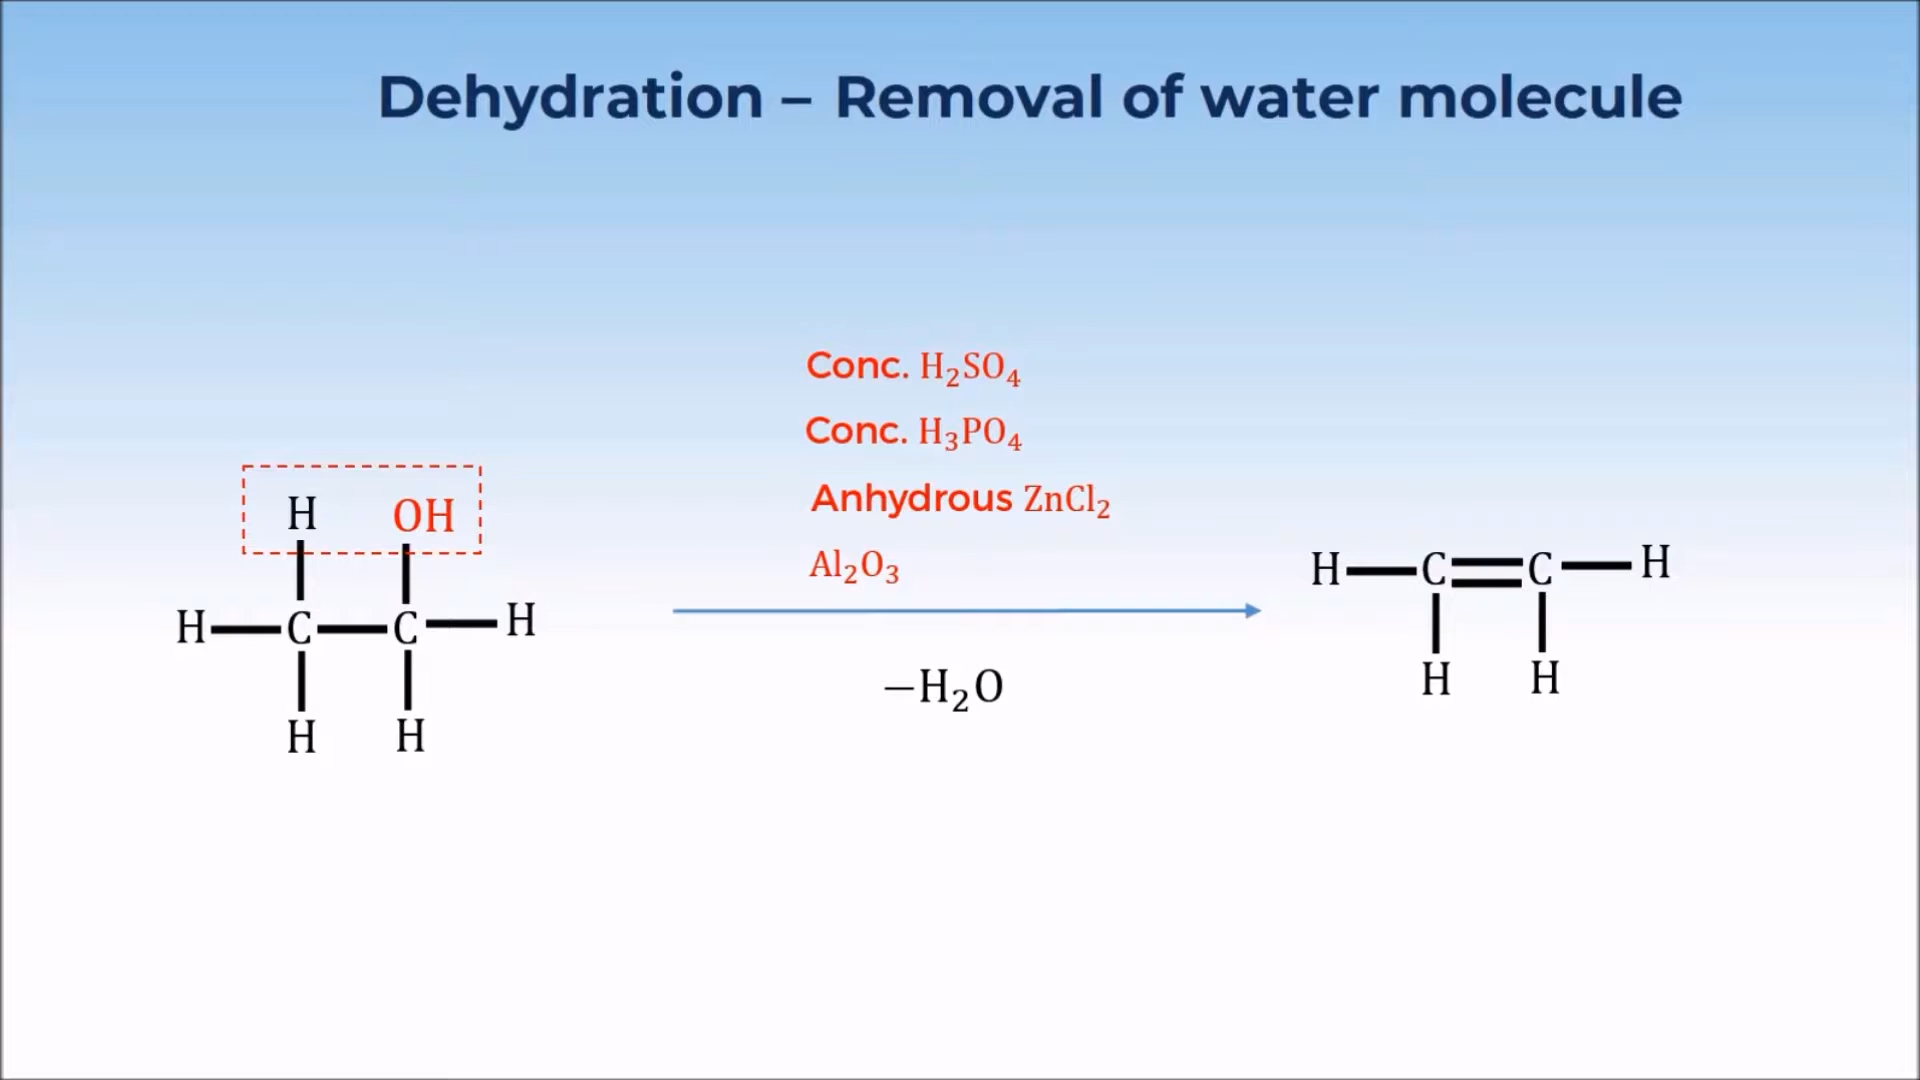 Dehydration – Removal of water molecule
Conc. H₂SO₄
Conc. H₃PO₄
Anhydrous ZnCl₂
Al₂O₃
−H₂O
H OH
H C C H
H H
H C C H
H H